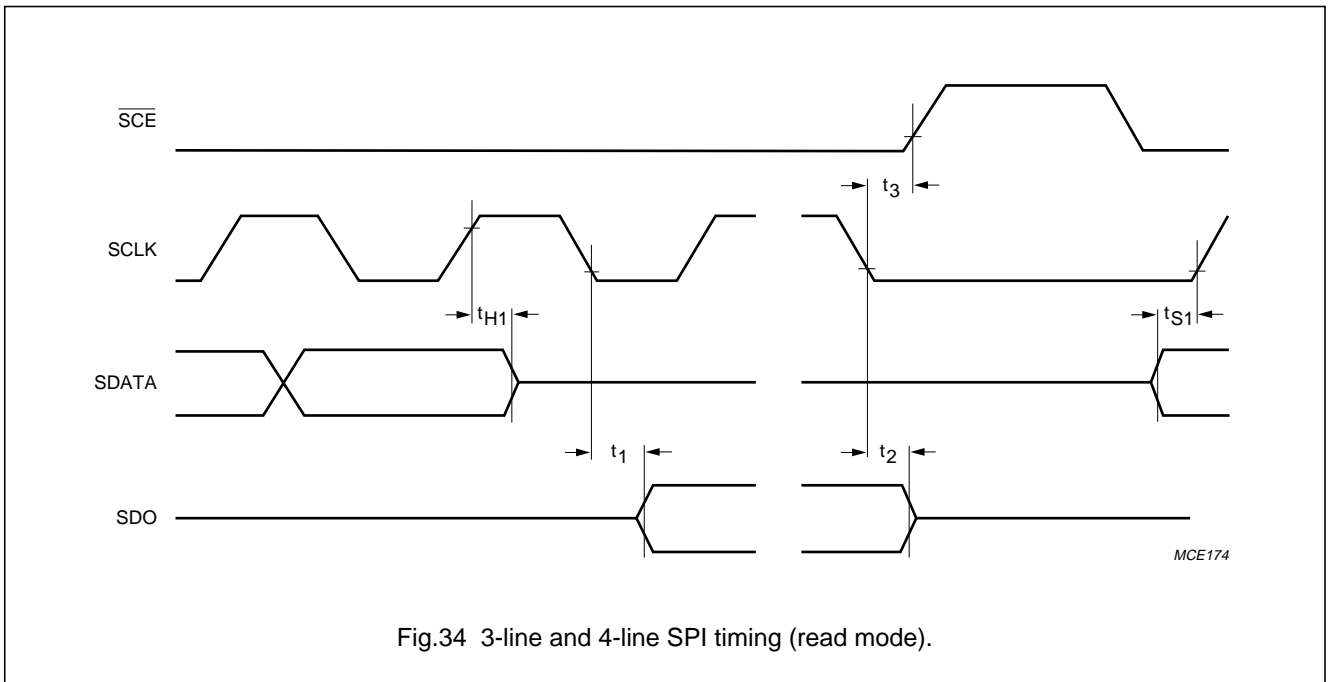 SCE
t3
SCLK
tH1
tS1
SDATA
t1
t2
SDO
MCE174
Fig.34 3-line and 4-line SPI timing (read mode).